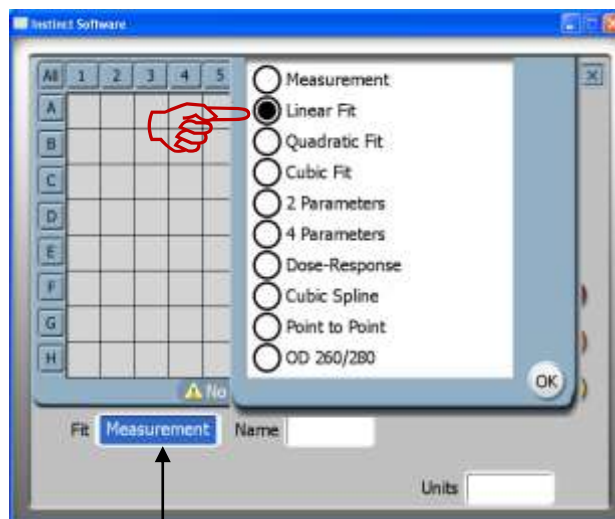 Instinct Software
All 1 2 3 4 5
A
B
C
D
E
F
G
H
Measurement
Linear Fit
Quadratic Fit
Cubic Fit
2 Parameters
4 Parameters
Dose-Response
Cubic Spline
Point to Point
OD 260/280
OK
No
Fit Measurement Name
Units